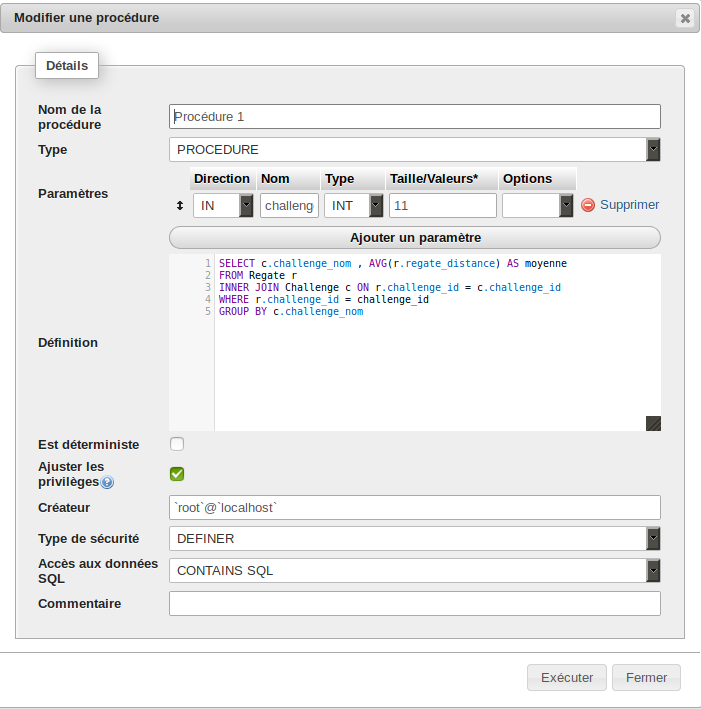 Modifier une procédure
Détails
Nom de la procédure
Procédure 1
Type
PROCEDURE
Paramètres
Direction Nom Type Taille/Valeurs* Options
IN challeng INT 11 Supprimer
Ajouter un paramètre
Définition
1 SELECT c.challenge_nom , AVG(r.regate_distance) AS moyenne
2 FROM Regate r
3 INNER JOIN Challenge c ON r.challenge_id = c.challenge_id
4 WHERE r.challenge_id = challenge_id
5 GROUP BY c.challenge_nom
Est déterministe
Ajuster les
privilèges
Créateur
`root`@`localhost`
Type de sécurité
DEFINER
Accès aux données
SQL
CONTAINS SQL
Commentaire
Exécuter Fermer